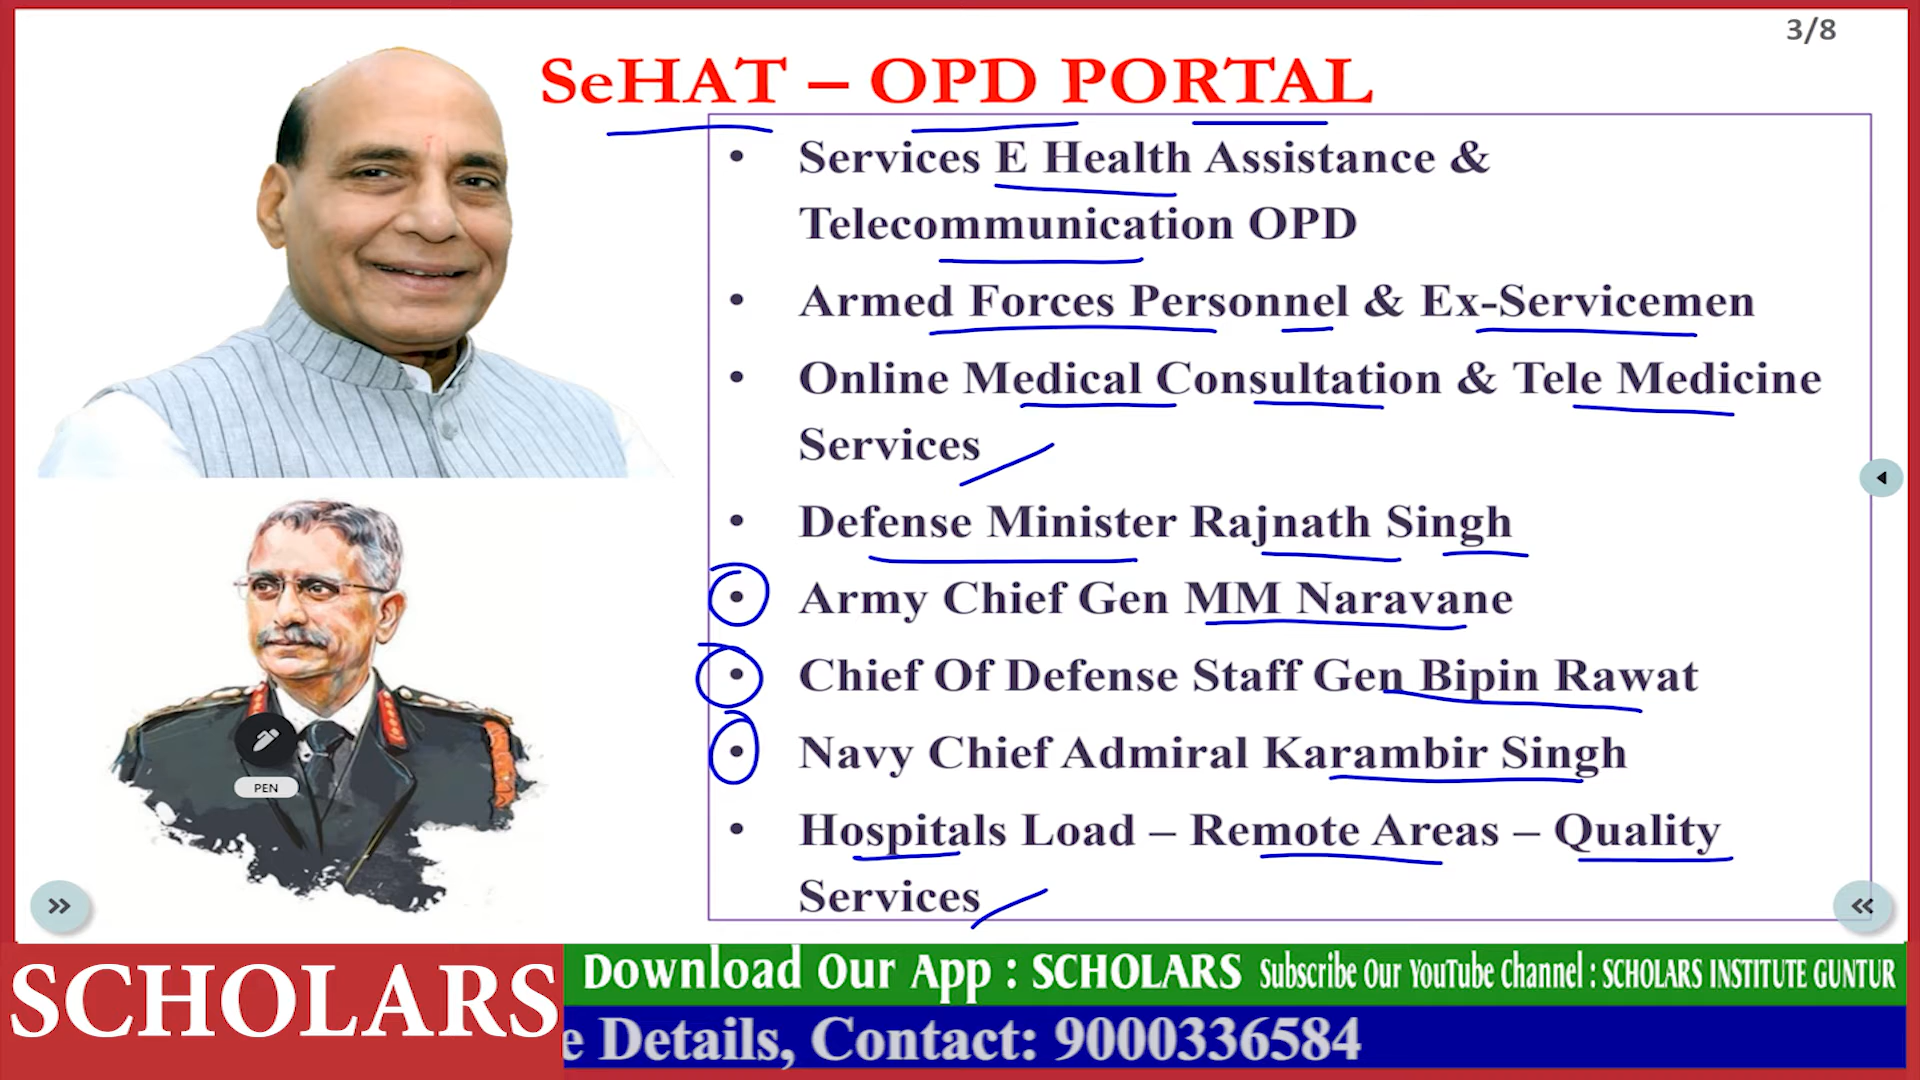 3/8
SeHAT – OPD PORTAL
• Services E Health Assistance &
Telecommunication OPD
• Armed Forces Personnel & Ex-Servicemen
• Online Medical Consultation & Tele Medicine
Services
• Defense Minister Rajnath Singh
• Army Chief Gen MM Naravane
• Chief Of Defense Staff Gen Bipin Rawat
• Navy Chief Admiral Karambir Singh
• Hospitals Load – Remote Areas – Quality
Services
PEN
SCHOLARS
Download Our App : SCHOLARS Subscribe Our YouTube Channel : SCHOLARS INSTITUTE GUNTUR
e Details, Contact: 9000336584